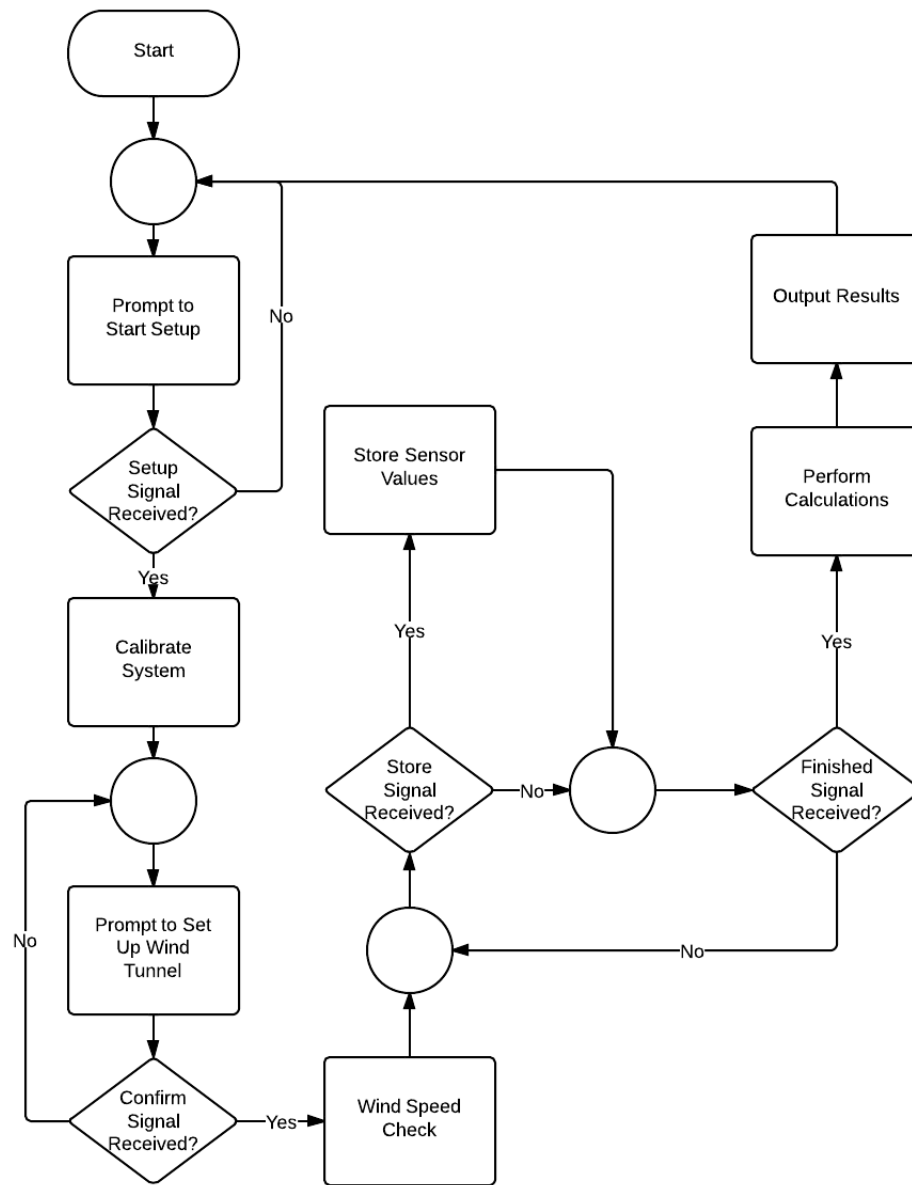 Start
Prompt to
Start Setup
No
Setup
Signal
Received?
Yes
Calibrate
System
No
Prompt to Set
Up Wind
Tunnel
Confirm
Signal
Received?
Yes
Wind Speed
Check
Store Sensor
Values
Yes
Store
Signal
Received?
No
Finished
Signal
Received?
No
Yes
Perform
Calculations
Output Results